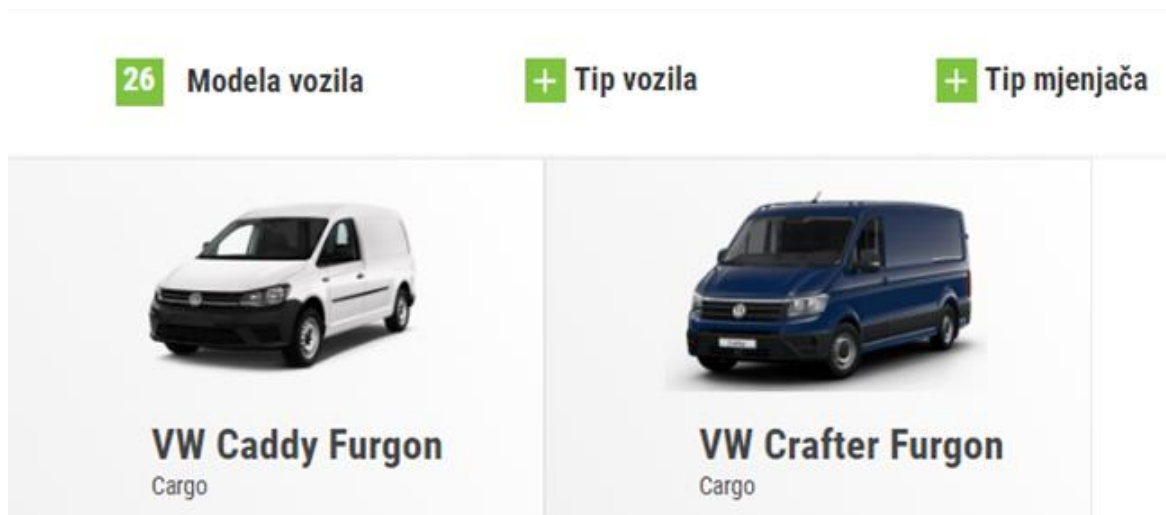 26 Modela vozila
+ Tip vozila
+ Tip mjenjača
VW Caddy Furgon
Cargo
VW Crafter Furgon
Cargo